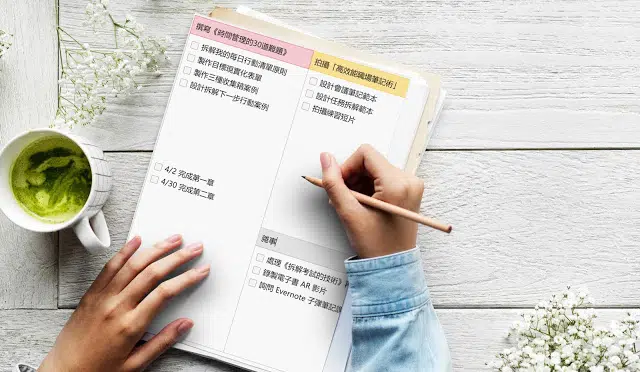 撰寫《時間管理的30道難題》
拆解我的每日行動清單原則
製作目標現實化表單
製作三種收集箱案例
設計拆解下一步行動案例
4/2 完成第一章
4/30 完成第二章
拍攝「高效能職場筆記術」
設計會議筆記範本
設計任務拆解範本
拍攝練習短片
雜事
處理《拆解考試的技術》
錄製電子書 AR 影片
詢問 Evernote 子彈筆記課